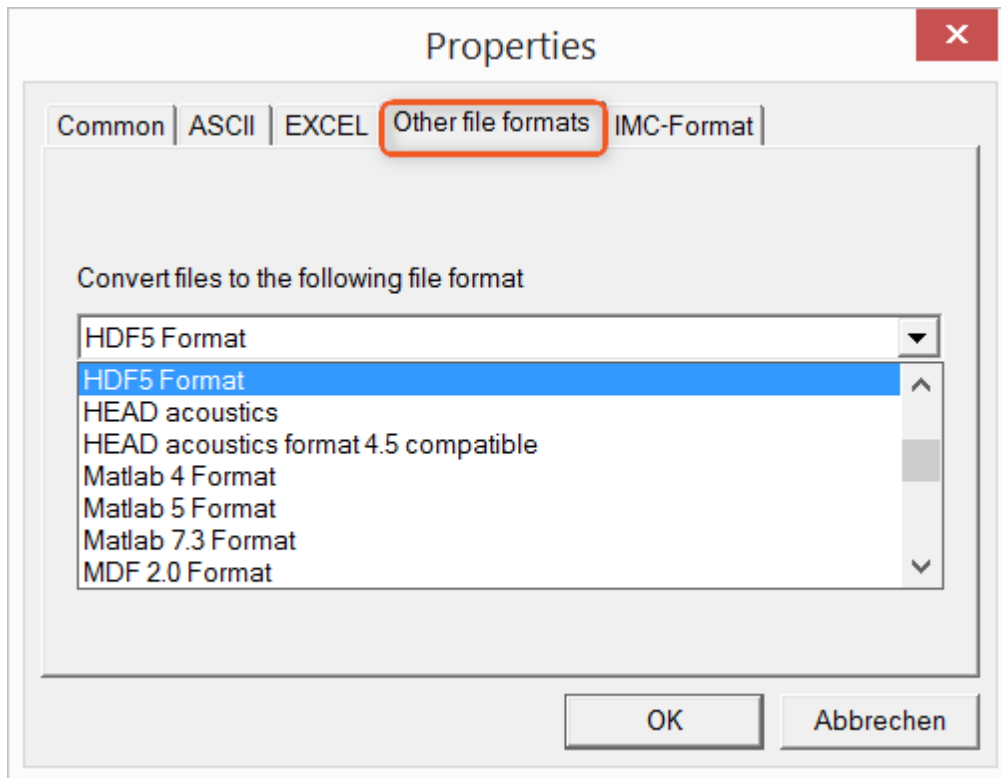 Properties
Common ASCII EXCEL Other file formats IMC-Format
Convert files to the following file format
HDF5 Format
HDF5 Format
HEAD acoustics
HEAD acoustics format 4.5 compatible
Matlab 4 Format
Matlab 5 Format
Matlab 7.3 Format
MDF 2.0 Format
OK Abbrechen